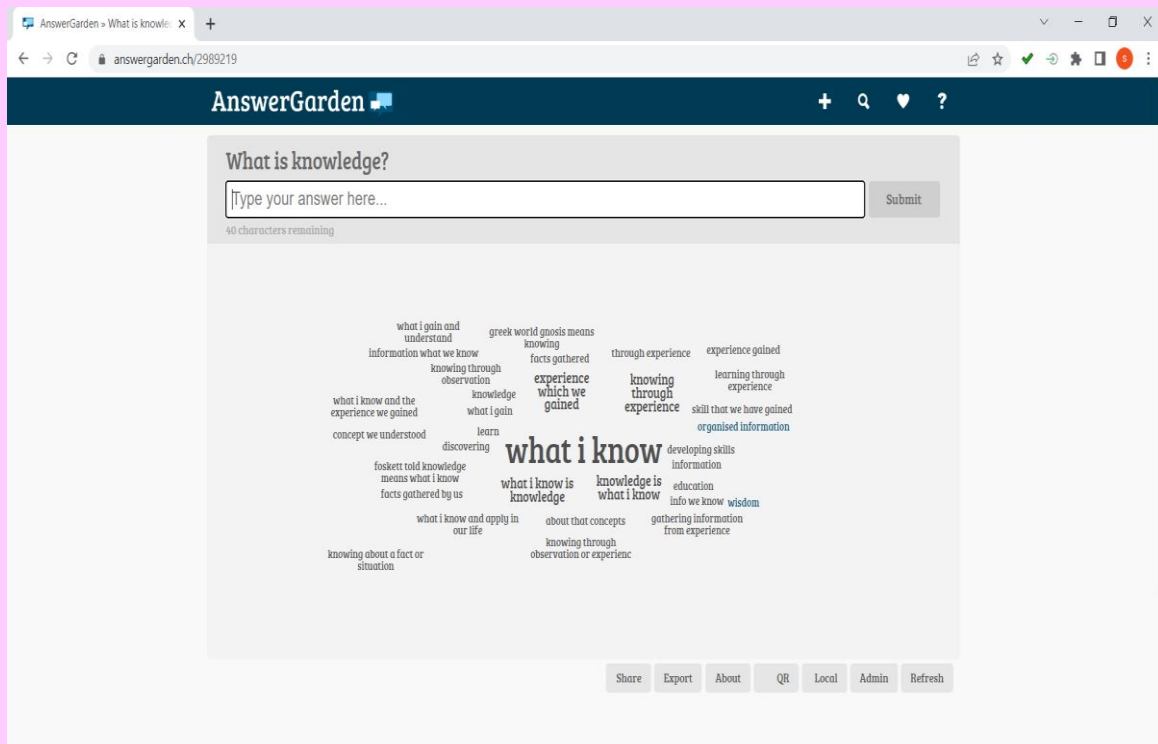 AnswerGarden » What is knowle
answergarden.ch/2989219
S
AnswerGarden
What is knowledge?
Type your answer here...
Submit
40 characters remaining
what i gain and
understand
greek world gnosis means
knowing
information what we know
facts gathered
through experience
experience gained
knowing through
observation
experience
which we
gained
knowing
through
experience
learning through
experience
knowledge
what i know and the
experience we gained
what i gain
skill that we have gained
organised information
concept we understood
learn
discovering
what i know
developing skills
information
foskett told knowledge
means what i know
what i know is
knowledge
knowledge is
what i know
education
facts gathered by us
info we know
wisdom
what i know and apply in
our life
about that concepts
gathering information
from experience
knowing through
observation or experienc
knowing about a fact or
situation
Share
Export
About
QR
Local
Admin
Refresh